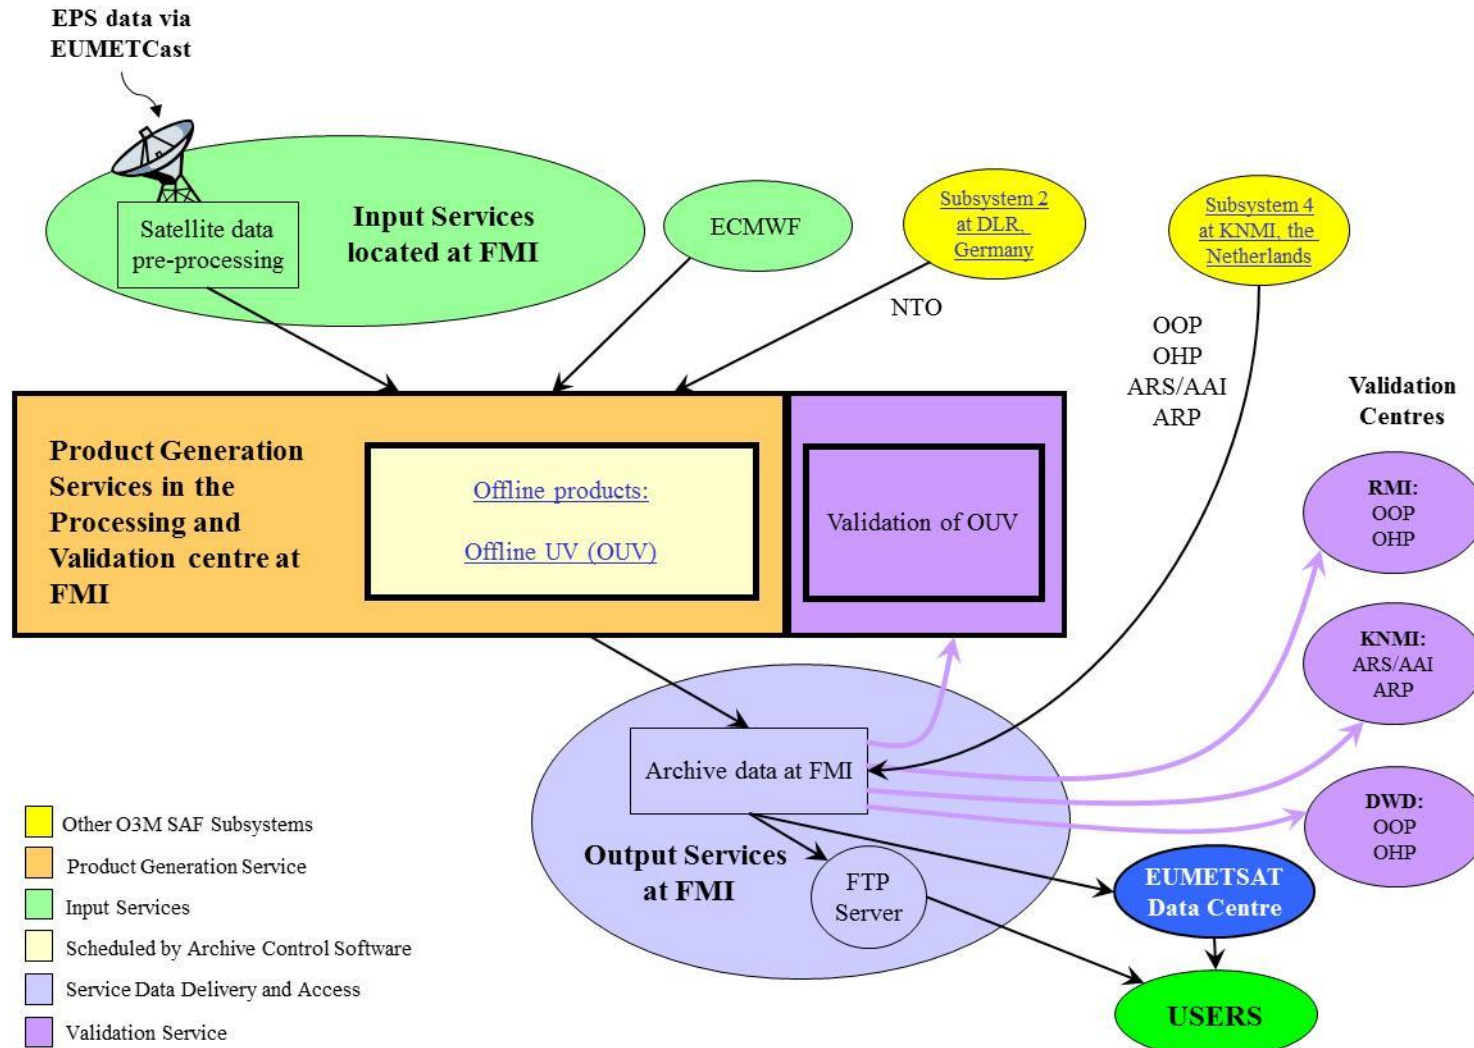 EPS data via
EUMETCast
Satellite data
pre-processing
Input Services
located at FMI
ECMWF
Subsystem 2
at DLR,
Germany
Subsystem 4
at KNMI, the
Netherlands
NTO
OOP
OHP
ARS/AAI
ARP
Validation
Centres
Product Generation
Services in the
Processing and
Validation centre at
FMI
Offline products:
Offline UV (OUV)
Validation of OUV
RMI:
OOP
OHP
KNMI:
ARS/AAI
ARP
DWD:
OOP
OHP
Archive data at FMI
Output Services
at FMI
FTP
Server
EUMETSAT
Data Centre
USERS
Other O3M SAF Subsystems
Product Generation Service
Input Services
Scheduled by Archive Control Software
Service Data Delivery and Access
Validation Service